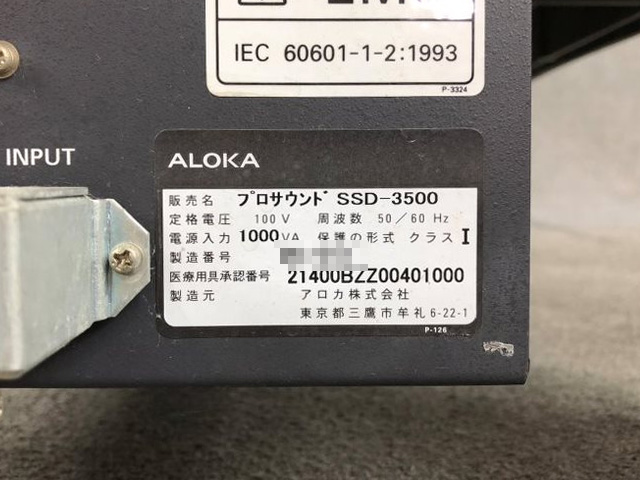 IEC 60601-1-2:1993
P-3324
INPUT
ALOKA
販売名 プロサウンド SSD-3500
定格電圧 100 V 周波数 50/60 Hz
電源入力 1000VA 保護の形式 クラス I
製造番号
医療用具承認番号 21400BZZ00401000
製造元 アロカ株式会社
東京都三鷹市牟礼 6-22-1
P-126